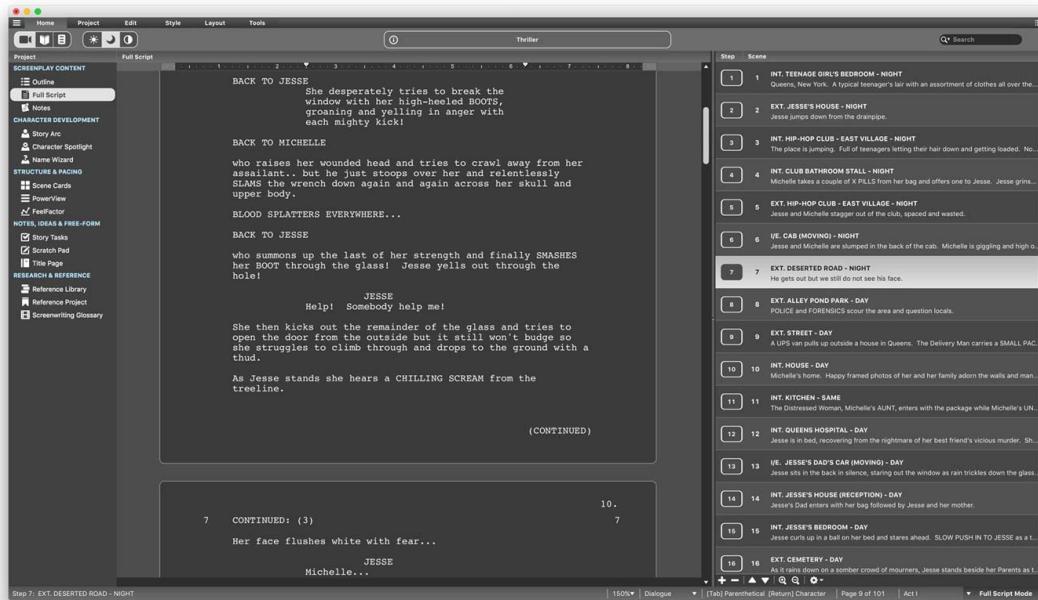 Home Project Edit Style Layout Tools
Thriller
Search
Project
SCREENPLAY CONTENT
Outline
Full Script
Notes
CHARACTER DEVELOPMENT
Story Arc
Character Spotlight
Name Wizard
STRUCTURE & PACING
Scene Cards
PowerView
FeelFactor
NOTES, IDEAS & FREE-FORM
Story Tasks
Scratch Pad
Title Page
RESEARCH & REFERENCE
Reference Library
Reference Project
Screenwriting Glossary
Full Script
1 2 3 4 5 6 7 8
BACK TO JESSE
She desperately tries to break the
window with her high-heeled BOOTS,
groaning and yelling in anger with
each mighty kick!
BACK TO MICHELLE
who raises her wounded head and tries to crawl away from her
assailant.. but he just stoops over her and relentlessly
SLAMS the wrench down again and again across her skull and
upper body.
BLOOD SPLATTERS EVERYWHERE...
BACK TO JESSE
who summons up the last of her strength and finally SMASHES
her BOOT through the glass! Jesse yells out through the
hole!
JESSE
Help! Somebody help me!
She then kicks out the remainder of the glass and tries to
open the door from the outside but it still won't budge so
she struggles to climb through and drops to the ground with a
thud.
As Jesse stands she hears a CHILLING SCREAM from the
treeline.
(CONTINUED)
10.
7 CONTINUED: (3) 7
Her face flushes white with fear...
JESSE
Michelle...
Step Scene
1 1 INT. TEENAGE GIRL'S BEDROOM - NIGHT
Queens, New York. A typical teenager's lair with an assortment of clothes all over the...
2 2 EXT. JESSE'S HOUSE - NIGHT
Jesse jumps down from the drainpipe.
3 3 INT. HIP-HOP CLUB - EAST VILLAGE - NIGHT
The place is jumping. Full of teenagers letting their hair down and getting loaded. No...
4 4 INT. CLUB BATHROOM STALL - NIGHT
Michelle takes a couple of X PILLS from her bag and offers one to Jesse. Jesse grins...
5 5 EXT. HIP-HOP CLUB - EAST VILLAGE - NIGHT
Jesse and Michelle stagger out of the club, spaced and wasted.
6 6 I/E. CAB (MOVING) - NIGHT
Jesse and Michelle are slumped in the back of the cab. Michelle is giggling and high o...
7 7 EXT. DESERTED ROAD - NIGHT
He gets out but we still do not see his face.
8 8 EXT. ALLEY POND PARK - DAY
POLICE and FORENSICS scour the area and question locals.
9 9 EXT. STREET - DAY
A UPS van pulls up outside a house in Queens. The Delivery Man carries a SMALL PAC...
10 10 INT. HOUSE - DAY
Michelle's home. Happy framed photos of her and her family adorn the walls and man...
11 11 INT. KITCHEN - SAME
The Distressed Woman, Michelle's AUNT, enters with the package while Michelle's UN...
12 12 INT. QUEENS HOSPITAL - DAY
Jesse is in bed, recovering from the nightmare of her best friend's vicious murder. Sh...
13 13 I/E. JESSE'S DAD'S CAR (MOVING) - DAY
Jesse sits in the back in silence, staring out the window as rain trickles down the glass...
14 14 INT. JESSE'S HOUSE (RECEPTION) - DAY
Jesse's Dad enters with her bag followed by Jesse and her mother.
15 15 INT. JESSE'S BEDROOM - DAY
Jesse curls up in a ball on her bed and stares ahead. SLOW PUSH IN TO JESSE as a t...
16 16 EXT. CEMETERY - DAY
As it rains down on a somber crowd of mourners, Jesse stands beside her Parents as t...
Step 7: EXT. DESERTED ROAD - NIGHT 150% Dialogue [Tab] Parenthetical [Return] Character Page 9 of 101 Act I Full Script Mode